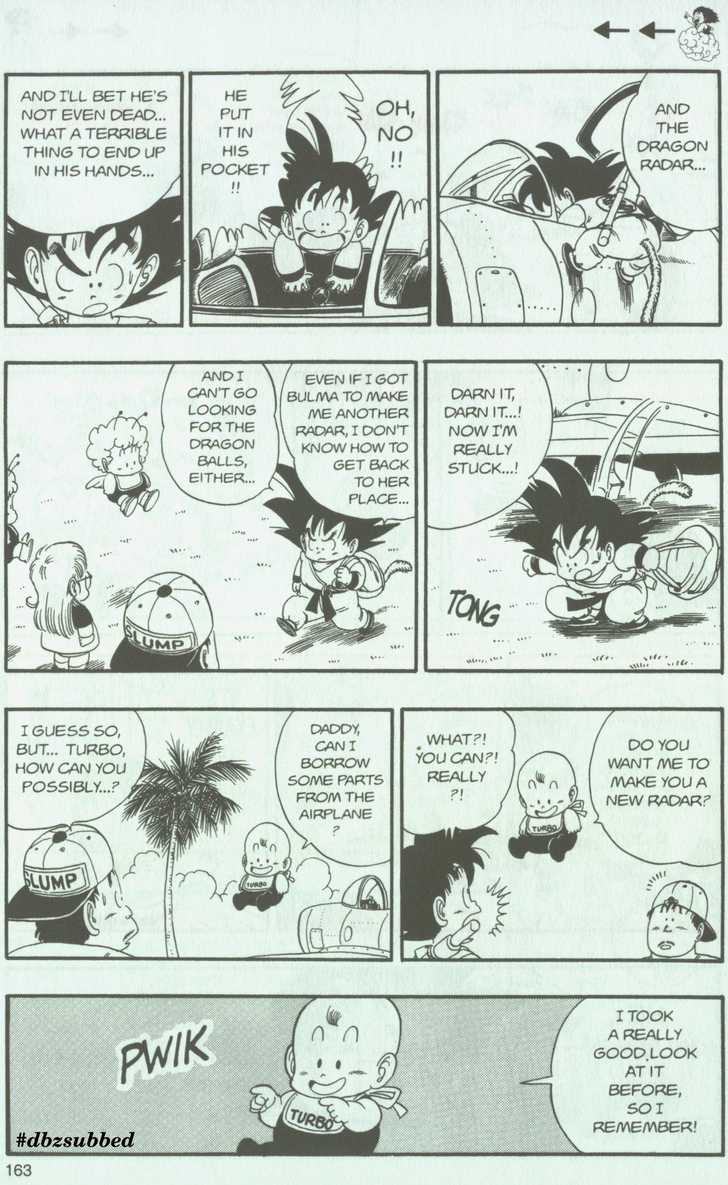 AND
THE
DRAGON
RADAR...
OH,
NO
!!
HE
PUT
IT IN
HIS
POCKET
!!
AND I'LL BET HE'S
NOT EVEN DEAD...
WHAT A TERRIBLE
THING TO END UP
IN HIS HANDS...
DARN IT,
DARN IT...!
NOW I'M
REALLY
STUCK...!
TONG
EVEN IF I GOT
BULMA TO MAKE
ME ANOTHER
RADAR, I DON'T
KNOW HOW TO
GET BACK
TO HER
PLACE...
AND I
CAN'T GO
LOOKING
FOR THE
DRAGON
BALLS,
EITHER...
SLUMP
DO YOU
WANT ME TO
MAKE YOU A
NEW RADAR?
TURBO
WHAT?!
YOU CAN?!
REALLY
?!
DADDY,
CAN I
BORROW
SOME PARTS
FROM THE
AIRPLANE
?
TURBO
I GUESS SO,
BUT... TURBO,
HOW CAN YOU
POSSIBLY...?
SLUMP
I TOOK
A REALLY
GOOD LOOK
AT IT
BEFORE,
SO I
REMEMBER!
TURBO
PWIK
#dbzsubbed
163